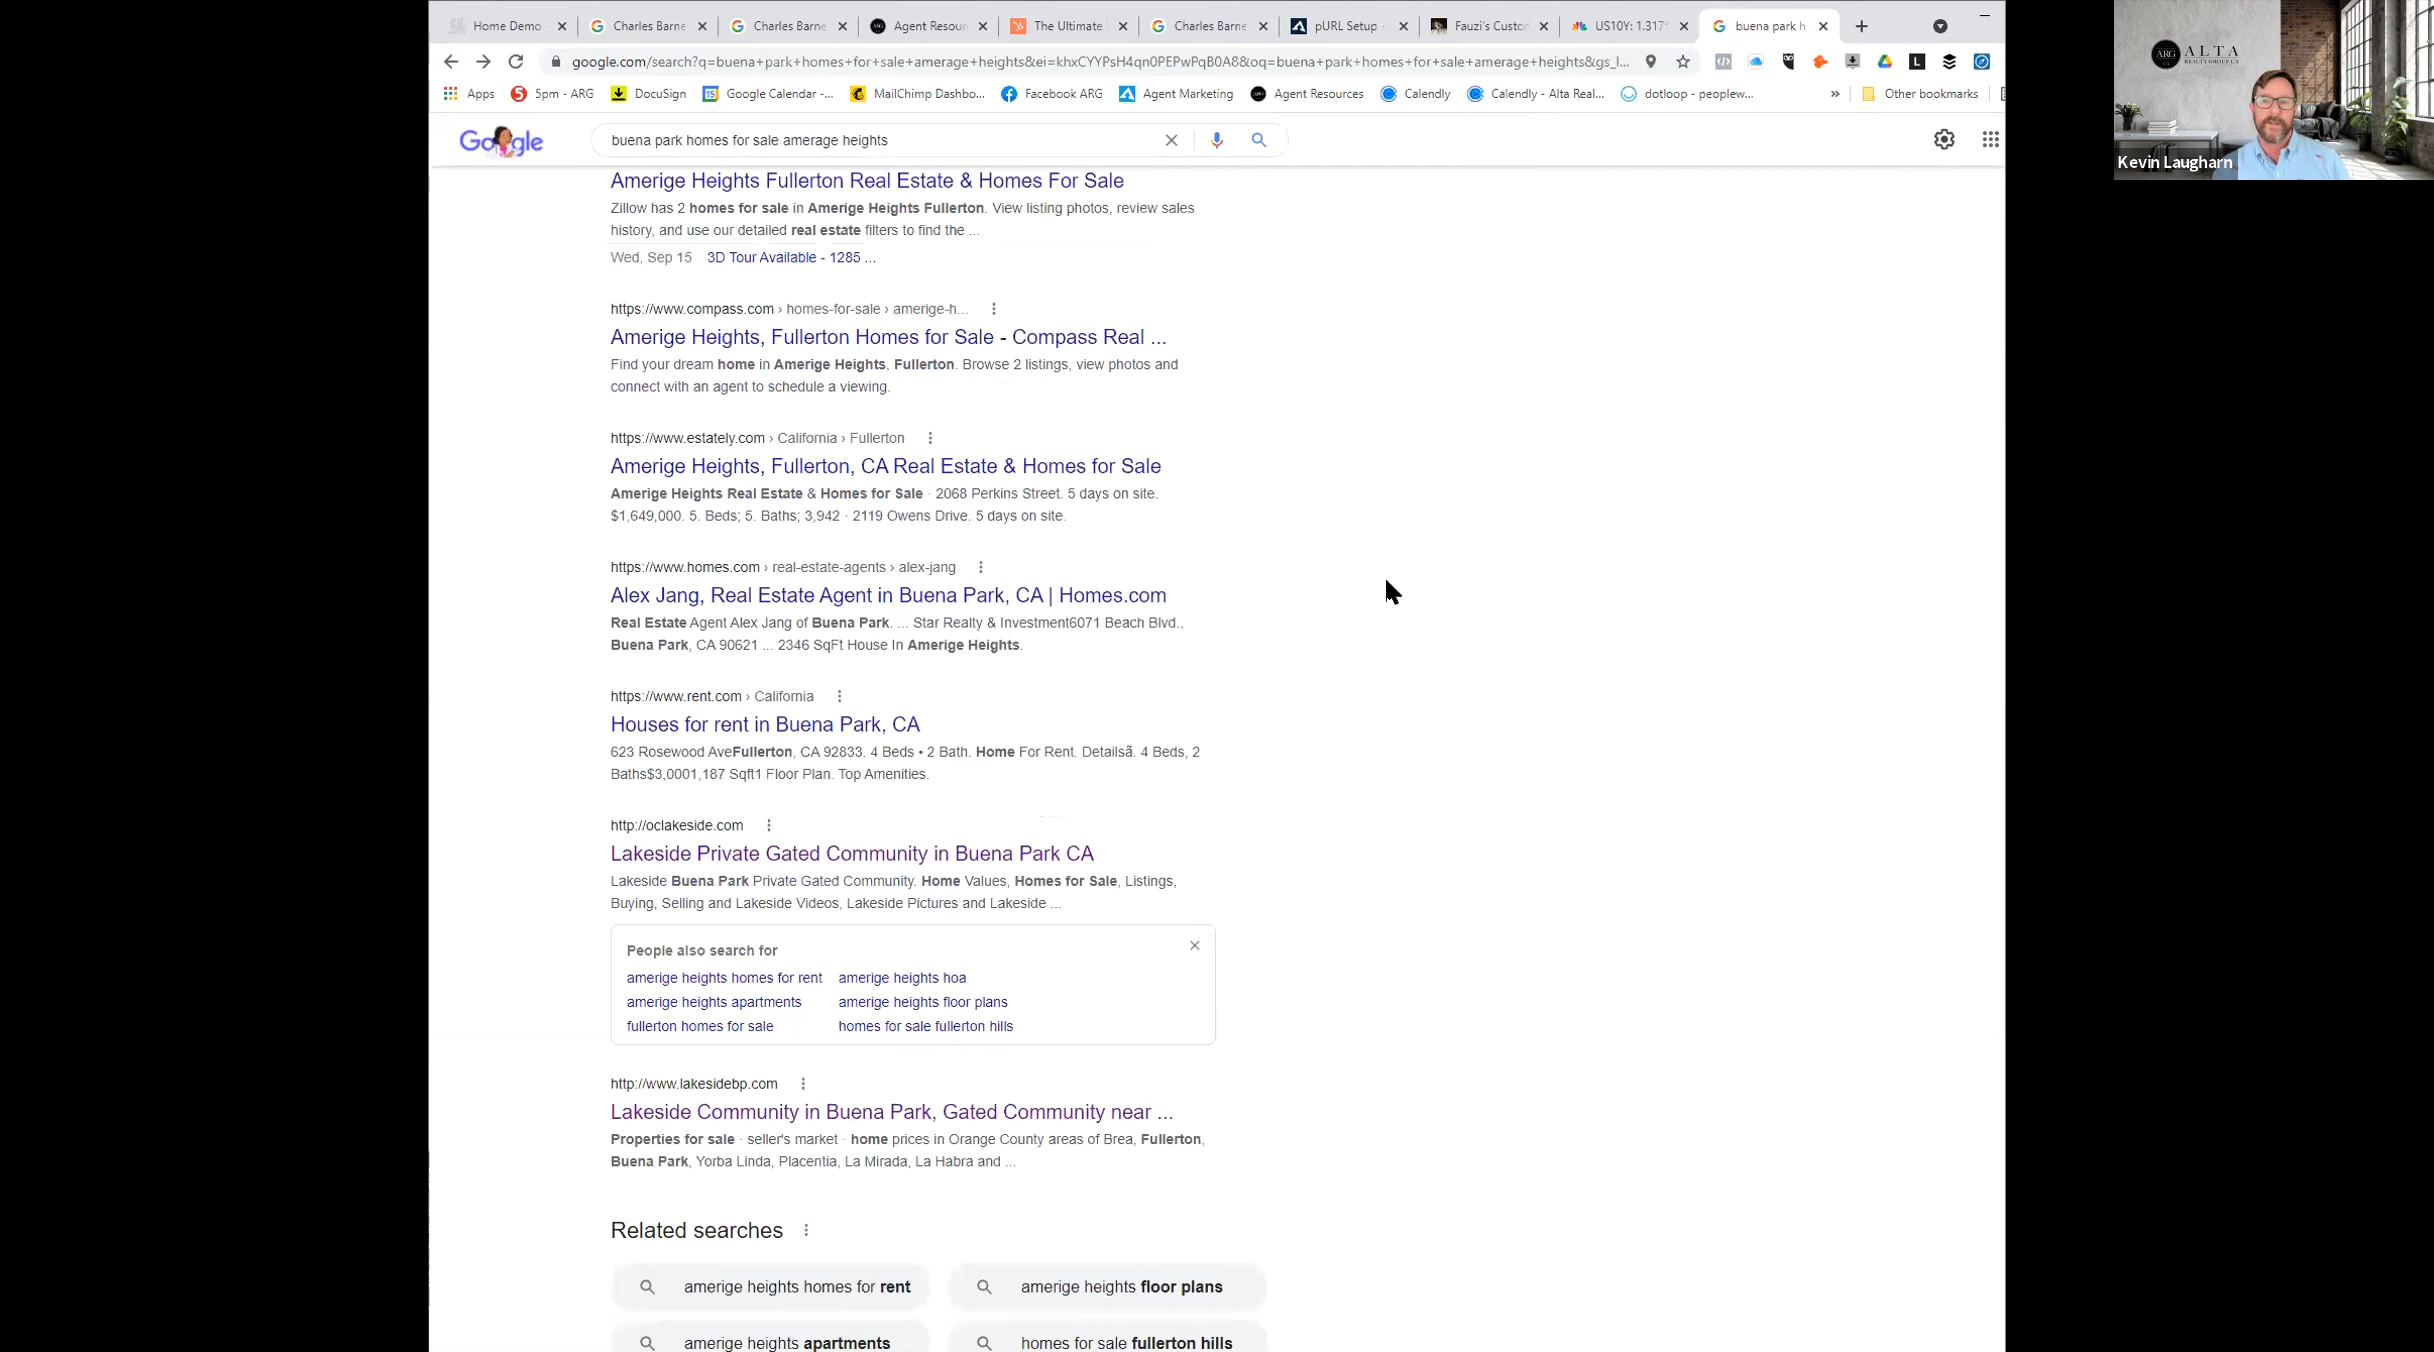 Home Demo
Charles Barne
Charles Barne
Agent Resour
The Ultimate
Charles Barne
pURL Setup -
Fauzi's Custor
US10Y: 1.317°
buena park h
google.com/search?q=buena+park+homes+for+sale+amerage+heights&ei=khxCYYPsH4qn0PEPwPqB0A8&oq=buena+park+homes+for+sale+amerage+heights&gs_l...
Apps
5pm - ARG
DocuSign
Google Calendar -...
MailChimp Dashbo...
Facebook ARG
Agent Marketing
Agent Resources
Calendly
Calendly - Alta Real...
dotloop - peoplew...
»
Other bookmarks
Google
buena park homes for sale amerage heights
Amerige Heights Fullerton Real Estate & Homes For Sale
Zillow has 2 homes for sale in Amerige Heights Fullerton. View listing photos, review sales
history, and use our detailed real estate filters to find the ...
Wed, Sep 15 3D Tour Available - 1285 ...
https://www.compass.com › homes-for-sale › amerige-h...
Amerige Heights, Fullerton Homes for Sale - Compass Real ...
Find your dream home in Amerige Heights, Fullerton. Browse 2 listings, view photos and
connect with an agent to schedule a viewing.
https://www.estately.com › California › Fullerton
Amerige Heights, Fullerton, CA Real Estate & Homes for Sale
Amerige Heights Real Estate & Homes for Sale · 2068 Perkins Street. 5 days on site.
$1,649,000. 5. Beds; 5. Baths; 3,942 · 2119 Owens Drive. 5 days on site.
https://www.homes.com › real-estate-agents › alex-jang
Alex Jang, Real Estate Agent in Buena Park, CA | Homes.com
Real Estate Agent Alex Jang of Buena Park. ... Star Realty & Investment6071 Beach Blvd.,
Buena Park, CA 90621 ... 2346 SqFt House In Amerige Heights.
https://www.rent.com › California
Houses for rent in Buena Park, CA
623 Rosewood AveFullerton, CA 92833. 4 Beds • 2 Bath. Home For Rent. Detailsã. 4 Beds, 2
Baths$3,0001,187 Sqft1 Floor Plan. Top Amenities.
http://oclakeside.com
Lakeside Private Gated Community in Buena Park CA
Lakeside Buena Park Private Gated Community. Home Values, Homes for Sale, Listings,
Buying, Selling and Lakeside Videos, Lakeside Pictures and Lakeside ...
People also search for
amerige heights homes for rent
amerige heights hoa
amerige heights apartments
amerige heights floor plans
fullerton homes for sale
homes for sale fullerton hills
http://www.lakesidebp.com
Lakeside Community in Buena Park, Gated Community near ...
Properties for sale · seller's market · home prices in Orange County areas of Brea, Fullerton,
Buena Park, Yorba Linda, Placentia, La Mirada, La Habra and ...
Related searches
amerige heights homes for rent
amerige heights floor plans
amerige heights apartments
homes for sale fullerton hills
ARG
ALTA
REALTY GROUP CA
Kevin Laugharn